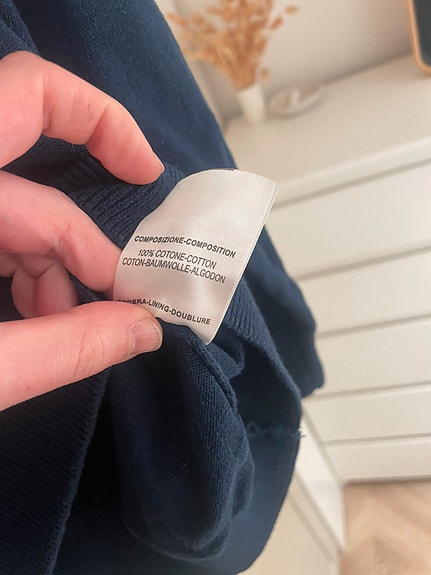 COMPOSIZIONE-COMPOSITION
100% COTONE-COTTON
COTON-BAUMWOLLE-ALGODON
-LINING-DOUBLURE